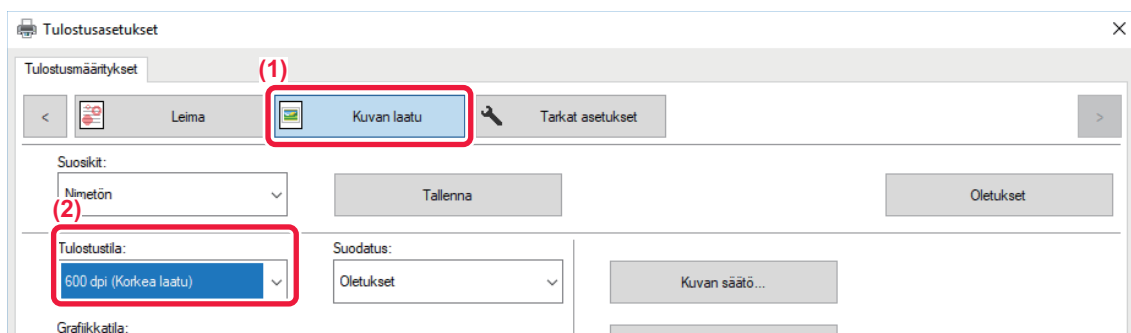 Tulostusasetukset
Tulostusmääritykset
(1)
< Leima Kuvan laatu Tarkat asetukset >
Suosikit:
Nimetön Tallenna Oletukset
(2)
Tulostustila: Suodatus:
600 dpi (Korkea laatu) Oletukset Kuvan säätö...
Grafiikkatila: